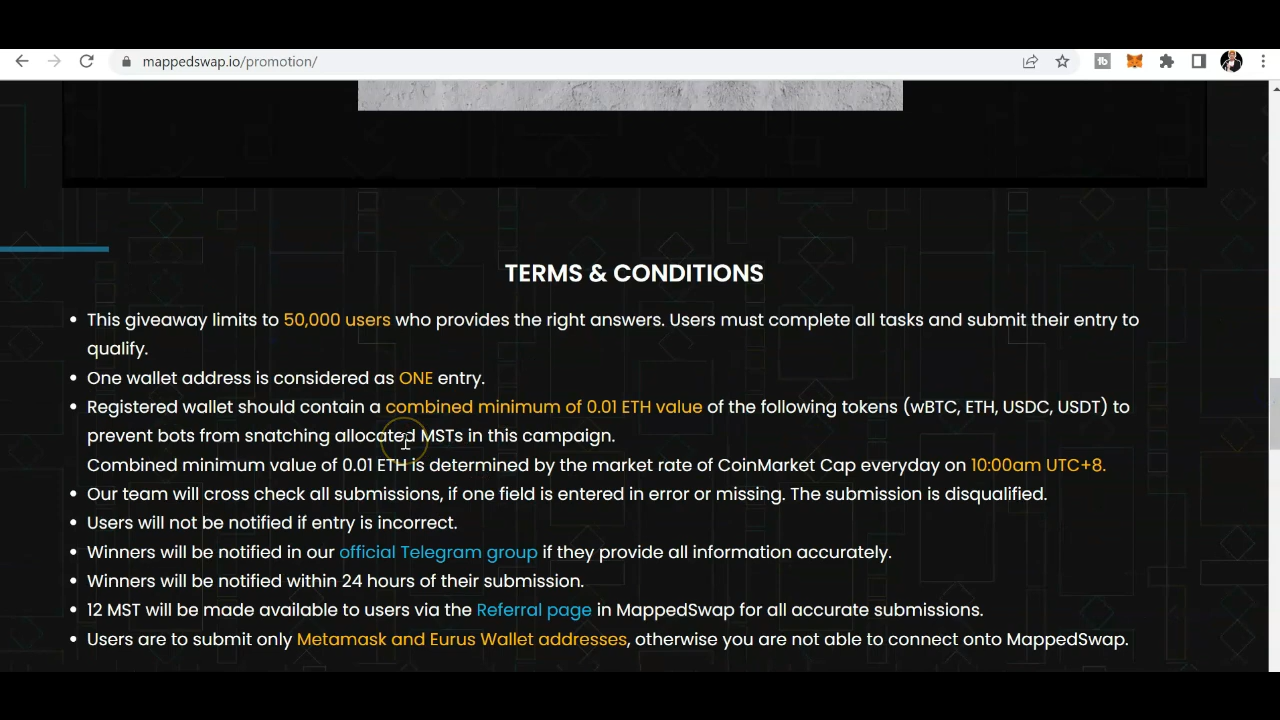 mappedswap.io/promotion/
TERMS & CONDITIONS
• This giveaway limits to 50,000 users who provides the right answers. Users must complete all tasks and submit their entry to
qualify.
• One wallet address is considered as ONE entry.
• Registered wallet should contain a combined minimum of 0.01 ETH value of the following tokens (wBTC, ETH, USDC, USDT) to
prevent bots from snatching allocated MSTs in this campaign.
Combined minimum value of 0.01 ETH is determined by the market rate of CoinMarket Cap everyday on 10:00am UTC+8.
• Our team will cross check all submissions, if one field is entered in error or missing. The submission is disqualified.
• Users will not be notified if entry is incorrect.
• Winners will be notified in our official Telegram group if they provide all information accurately.
• Winners will be notified within 24 hours of their submission.
• 12 MST will be made available to users via the Referral page in MappedSwap for all accurate submissions.
• Users are to submit only Metamask and Eurus Wallet addresses, otherwise you are not able to connect onto MappedSwap.